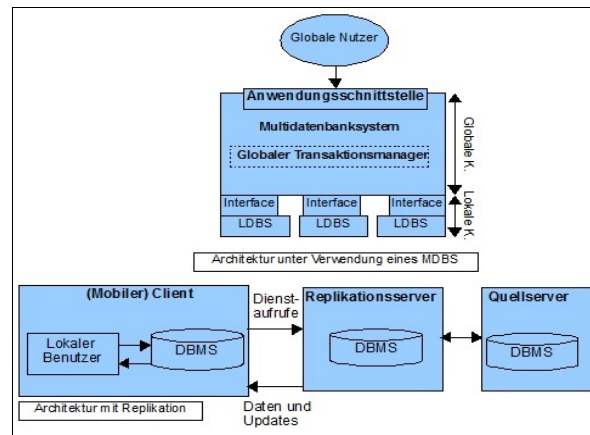 Globale Nutzer
Anwendungsschnittstelle
Multidatenbanksystem
Globaler Transaktionsmanager
Globale K.
Interface
Interface
Interface
LDBS
LDBS
LDBS
Lokale K.
Architektur unter Verwendung eines MDBS
(Mobiler) Client
Lokaler
Benutzer
DBMS
Architektur mit Replikation
Dienst-
aufrufe
Daten und
Updates
Replikationsserver
DBMS
Quellserver
DBMS